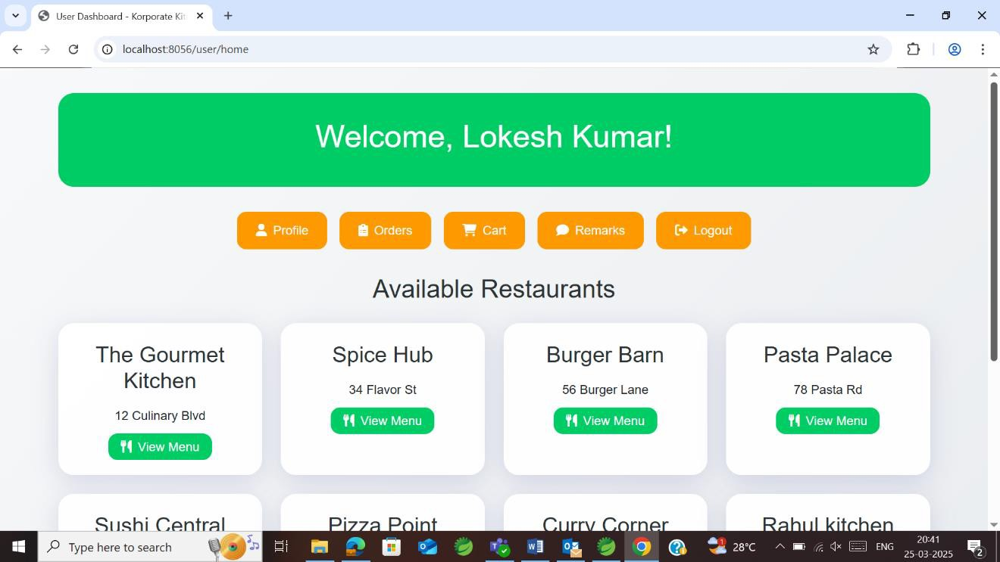 User Dashboard - Korporate Kit
localhost:8056/user/home
Welcome, Lokesh Kumar!
Profile
Orders
Cart
Remarks
Logout
Available Restaurants
The Gourmet
Kitchen
12 Culinary Blvd
View Menu
Spice Hub
34 Flavor St
View Menu
Burger Barn
56 Burger Lane
View Menu
Pasta Palace
78 Pasta Rd
View Menu
Sushi Central
Pizza Point
Curry Corner
Rahul kitchen
Type here to search
1
28°C
ENG
20:41
25-03-2025
2